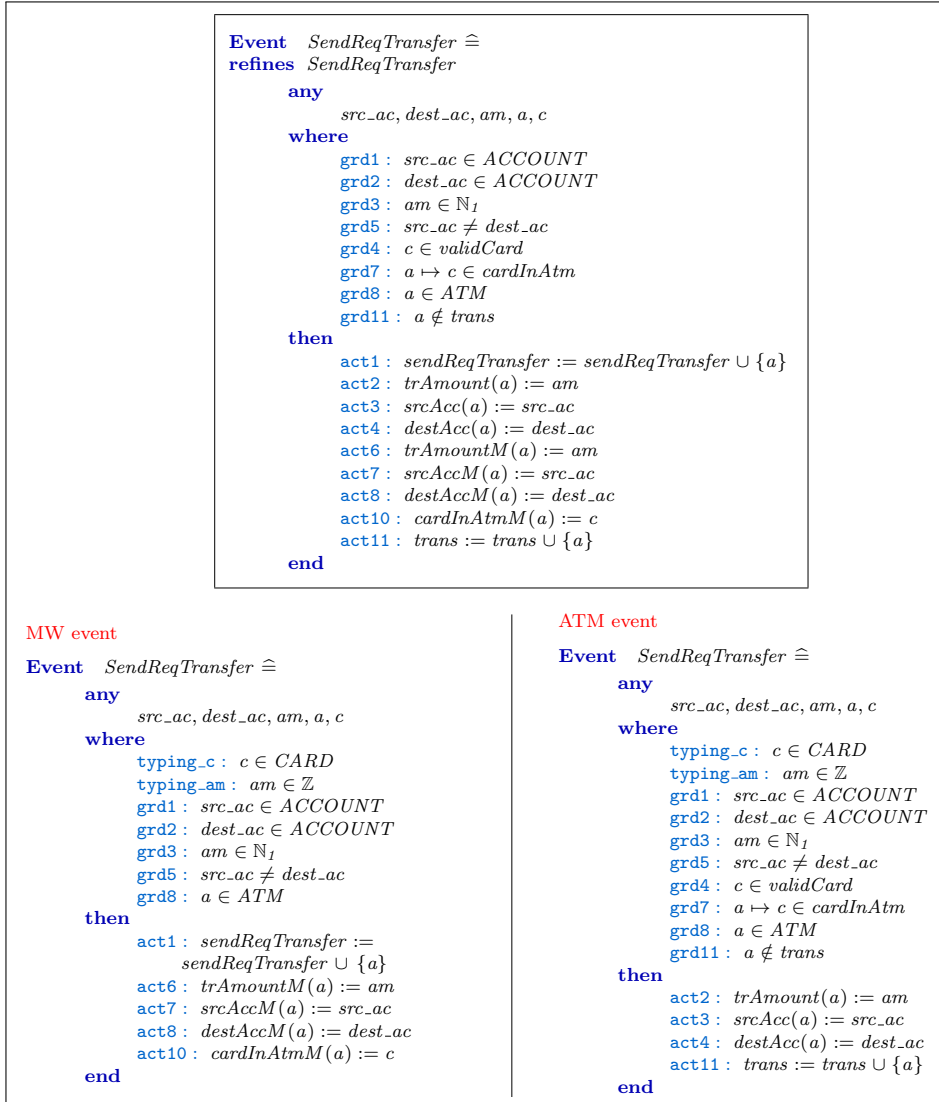 Event SendReqTransfer ≙
refines SendReqTransfer
any
src_ac, dest_ac, am, a, c
where
grd1 : src_ac ∈ ACCOUNT
grd2 : dest_ac ∈ ACCOUNT
grd3 : am ∈ ℕ₁
grd5 : src_ac ≠ dest_ac
grd4 : c ∈ validCard
grd7 : a ↦ c ∈ cardInAtm
grd8 : a ∈ ATM
grd11 : a ∉ trans
then
act1 : sendReqTransfer := sendReqTransfer ∪ {a}
act2 : trAmount(a) := am
act3 : srcAcc(a) := src_ac
act4 : destAcc(a) := dest_ac
act6 : trAmountM(a) := am
act7 : srcAccM(a) := src_ac
act8 : destAccM(a) := dest_ac
act10 : cardInAtmM(a) := c
act11 : trans := trans ∪ {a}
end
MW event
Event SendReqTransfer ≙
any
src_ac, dest_ac, am, a, c
where
typing_c : c ∈ CARD
typing_am : am ∈ ℤ
grd1 : src_ac ∈ ACCOUNT
grd2 : dest_ac ∈ ACCOUNT
grd3 : am ∈ ℕ₁
grd5 : src_ac ≠ dest_ac
grd8 : a ∈ ATM
then
act1 : sendReqTransfer :=
sendReqTransfer ∪ {a}
act6 : trAmountM(a) := am
act7 : srcAccM(a) := src_ac
act8 : destAccM(a) := dest_ac
act10 : cardInAtmM(a) := c
end
ATM event
Event SendReqTransfer ≙
any
src_ac, dest_ac, am, a, c
where
typing_c : c ∈ CARD
typing_am : am ∈ ℤ
grd1 : src_ac ∈ ACCOUNT
grd2 : dest_ac ∈ ACCOUNT
grd3 : am ∈ ℕ₁
grd5 : src_ac ≠ dest_ac
grd4 : c ∈ validCard
grd7 : a ↦ c ∈ cardInAtm
grd8 : a ∈ ATM
grd11 : a ∉ trans
then
act2 : trAmount(a) := am
act3 : srcAcc(a) := src_ac
act4 : destAcc(a) := dest_ac
act11 : trans := trans ∪ {a}
end